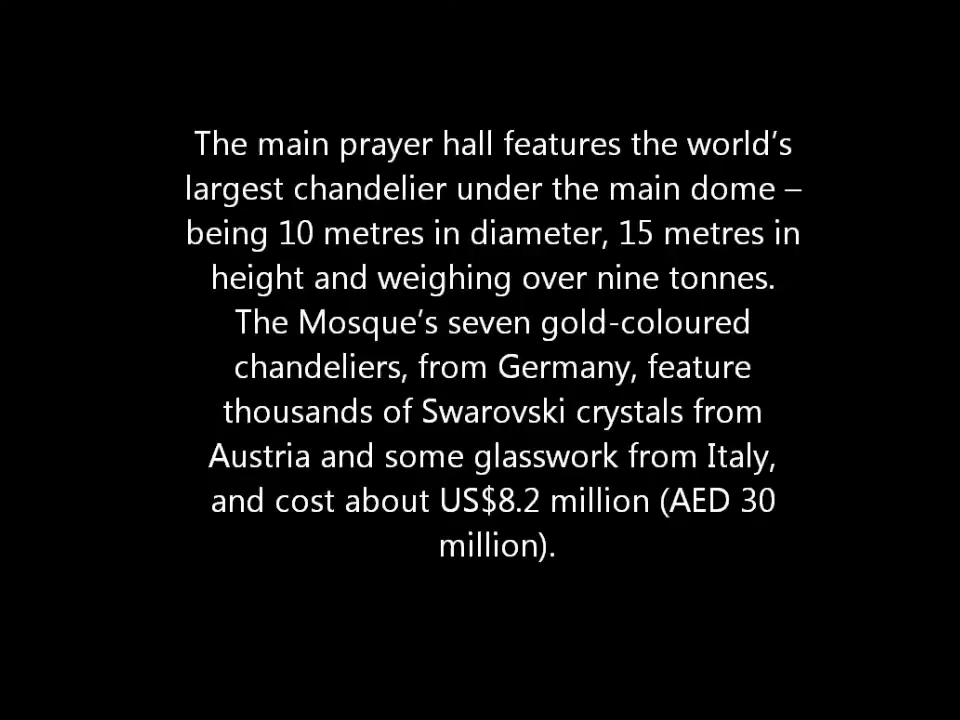 The main prayer hall features the world’s
largest chandelier under the main dome –
being 10 metres in diameter, 15 metres in
height and weighing over nine tonnes.
The Mosque’s seven gold-coloured
chandeliers, from Germany, feature
thousands of Swarovski crystals from
Austria and some glasswork from Italy,
and cost about US$8.2 million (AED 30
million).